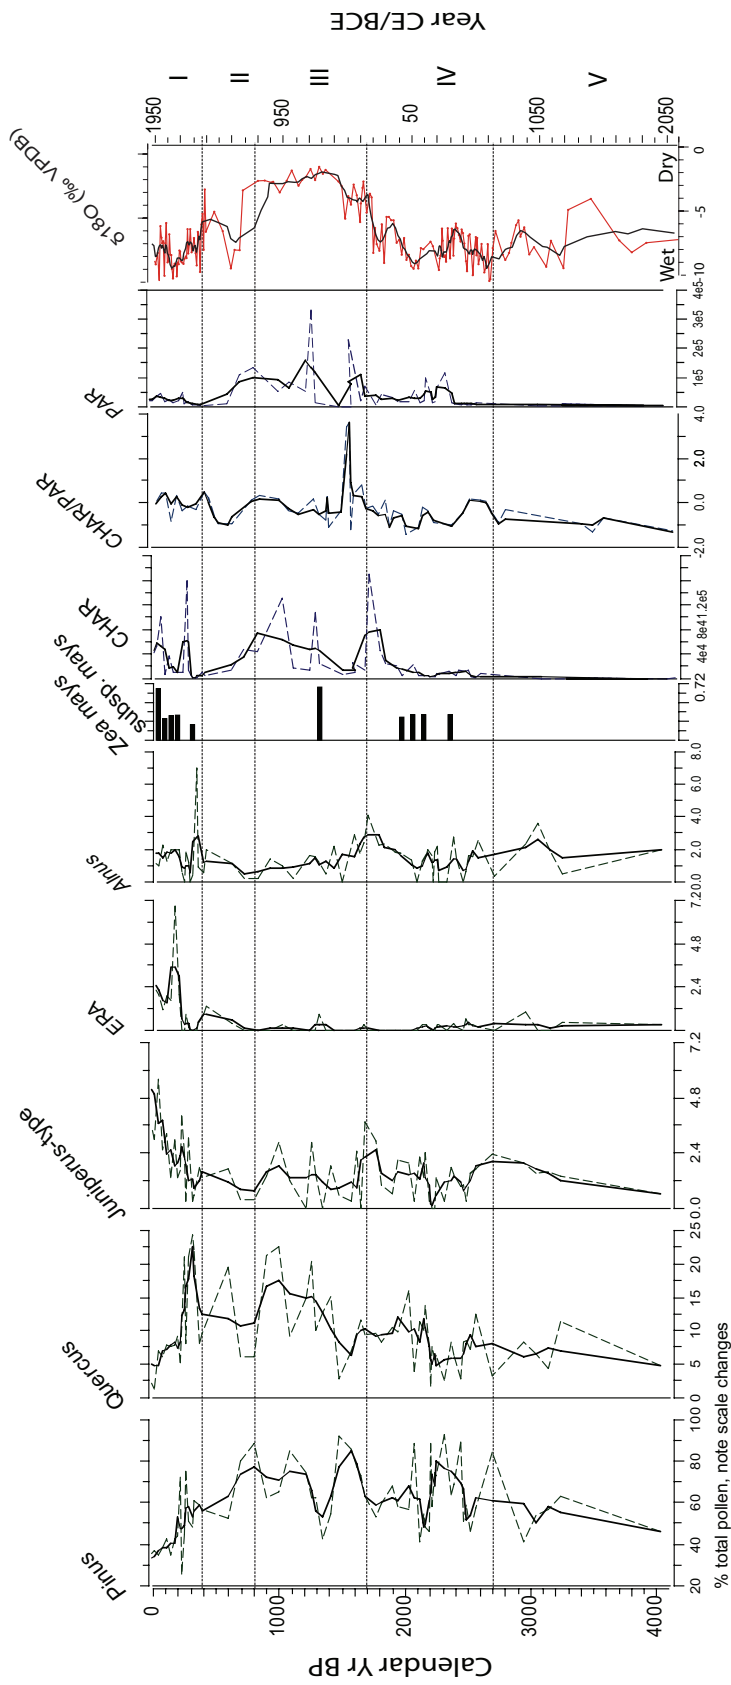 Year CE/BCE
I II III IV V
1950 950 50 1050 2050
δ18O (‰ VPDB)
Wet Dry
0
-5
-10
PAR
4e5
3e5
2e5
1e5
0.0
CHAR/PAR
4.0
2.0
0.0
-2.0
CHAR
4e4 8e41.2e5
Zea mays
subsp. mays
0.72
Alnus
8.0
6.0
4.0
2.0
0.0
ERA
7.2
4.8
2.4
Juniperus-type
7.2
4.8
2.4
0.0
Quercus
25
20
15
10
5
0
Pinus
100
80
60
40
20
% total pollen, note scale changes
0 1000 2000 3000 4000
Calendar Yr BP